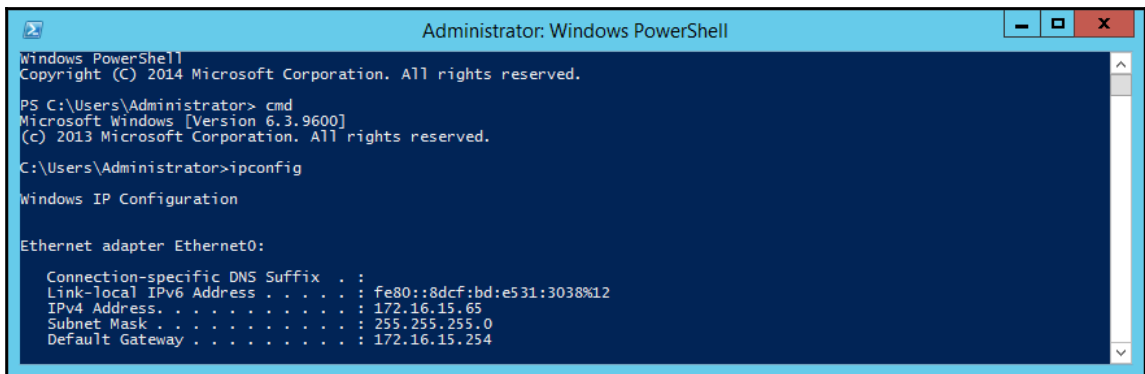 Administrator: Windows PowerShell
Windows PowerShell
Copyright (C) 2014 Microsoft Corporation. All rights reserved.
PS C:\Users\Administrator> cmd
Microsoft Windows [Version 6.3.9600]
(c) 2013 Microsoft Corporation. All rights reserved.
C:\Users\Administrator>ipconfig
Windows IP Configuration
Ethernet adapter Ethernet0:
Connection-specific DNS Suffix  . :
Link-local IPv6 Address . . . . . : fe80::8dcf:bd:e531:3038%12
IPv4 Address. . . . . . . . . . . : 172.16.15.65
Subnet Mask . . . . . . . . . . . : 255.255.255.0
Default Gateway . . . . . . . . . : 172.16.15.254